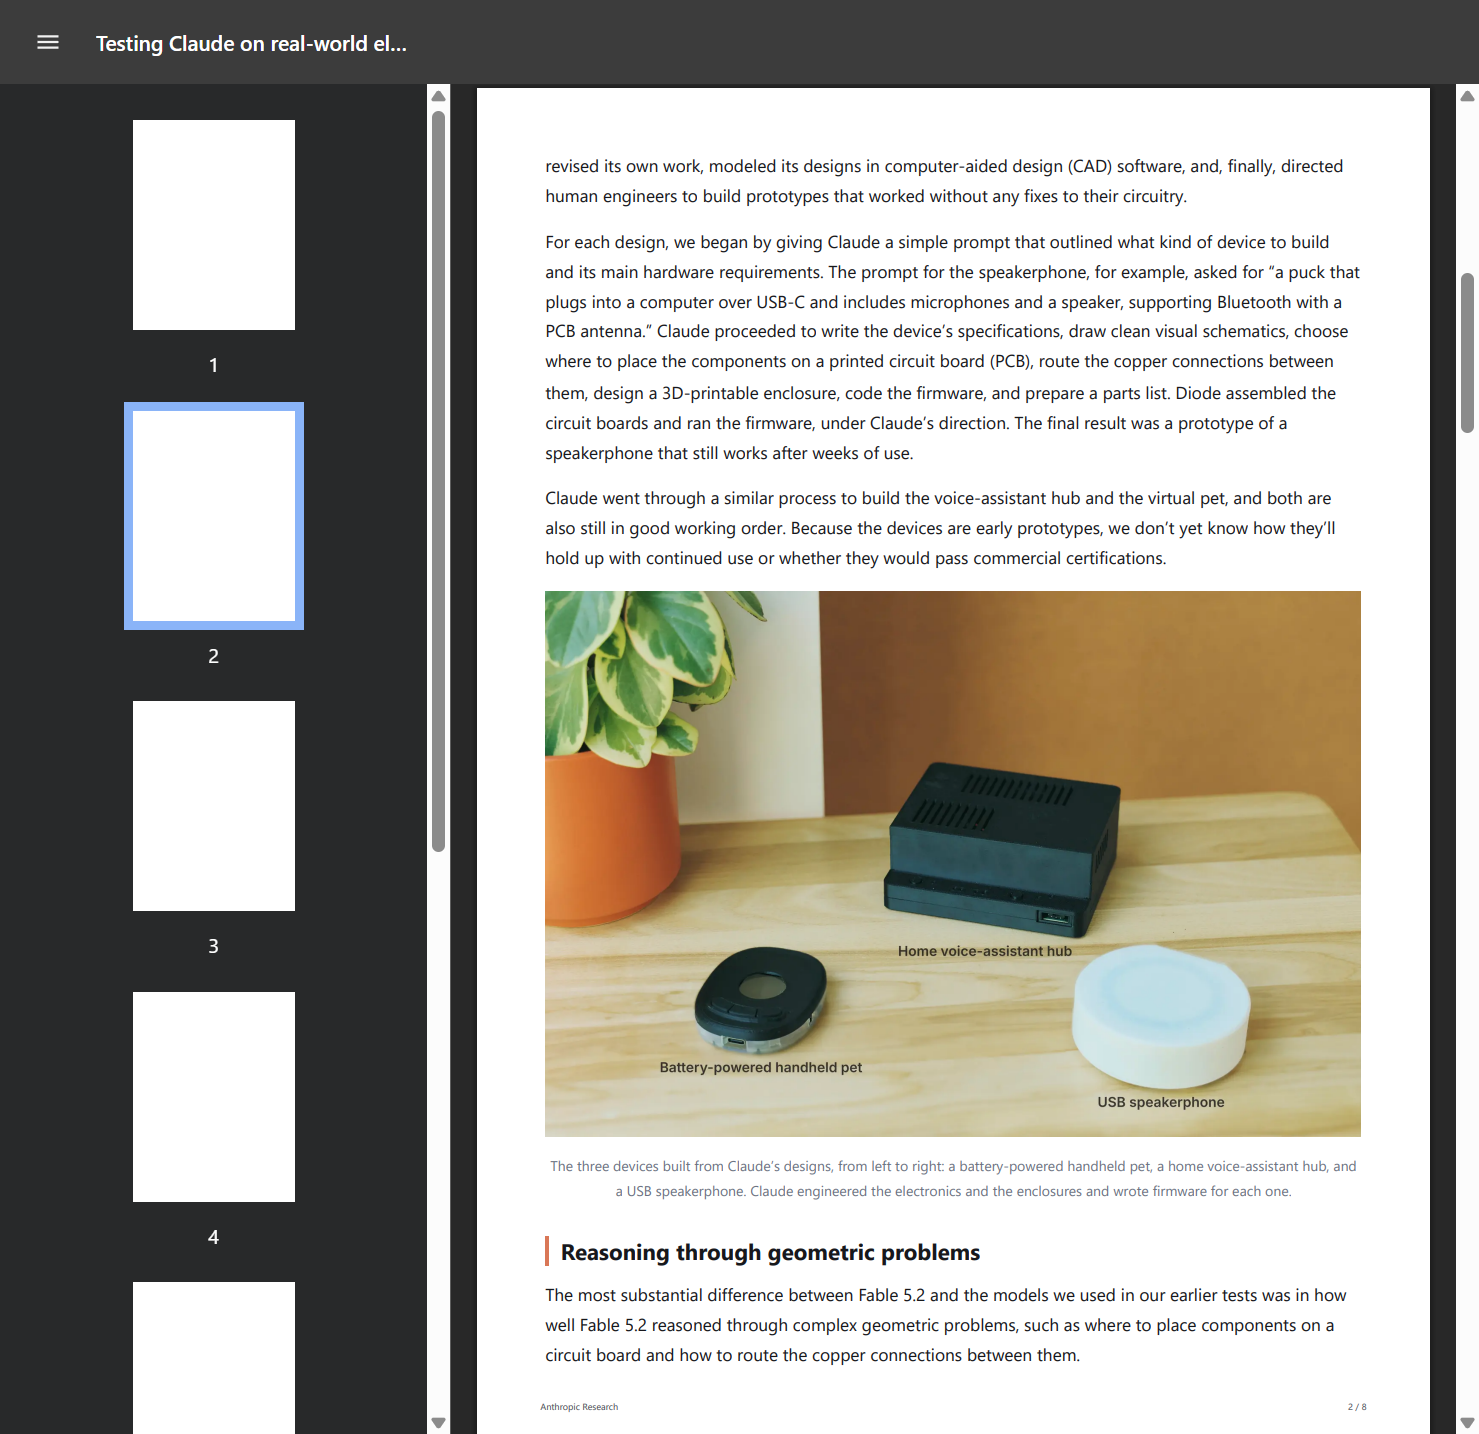 Testing Claude on real-world el...
1
2
3
4
revised its own work, modeled its designs in computer-aided design (CAD) software, and, finally, directed
human engineers to build prototypes that worked without any fixes to their circuitry.
For each design, we began by giving Claude a simple prompt that outlined what kind of device to build
and its main hardware requirements. The prompt for the speakerphone, for example, asked for “a puck that
plugs into a computer over USB-C and includes microphones and a speaker, supporting Bluetooth with a
PCB antenna.” Claude proceeded to write the device’s specifications, draw clean visual schematics, choose
where to place the components on a printed circuit board (PCB), route the copper connections between
them, design a 3D-printable enclosure, code the firmware, and prepare a parts list. Diode assembled the
circuit boards and ran the firmware, under Claude’s direction. The final result was a prototype of a
speakerphone that still works after weeks of use.
Claude went through a similar process to build the voice-assistant hub and the virtual pet, and both are
also still in good working order. Because the devices are early prototypes, we don’t yet know how they’ll
hold up with continued use or whether they would pass commercial certifications.
Home voice-assistant hub
Battery-powered handheld pet
USB speakerphone
The three devices built from Claude’s designs, from left to right: a battery-powered handheld pet, a home voice-assistant hub, and
a USB speakerphone. Claude engineered the electronics and the enclosures and wrote firmware for each one.
Reasoning through geometric problems
The most substantial difference between Fable 5.2 and the models we used in our earlier tests was in how
well Fable 5.2 reasoned through complex geometric problems, such as where to place components on a
circuit board and how to route the copper connections between them.
Anthropic Research
2 / 8